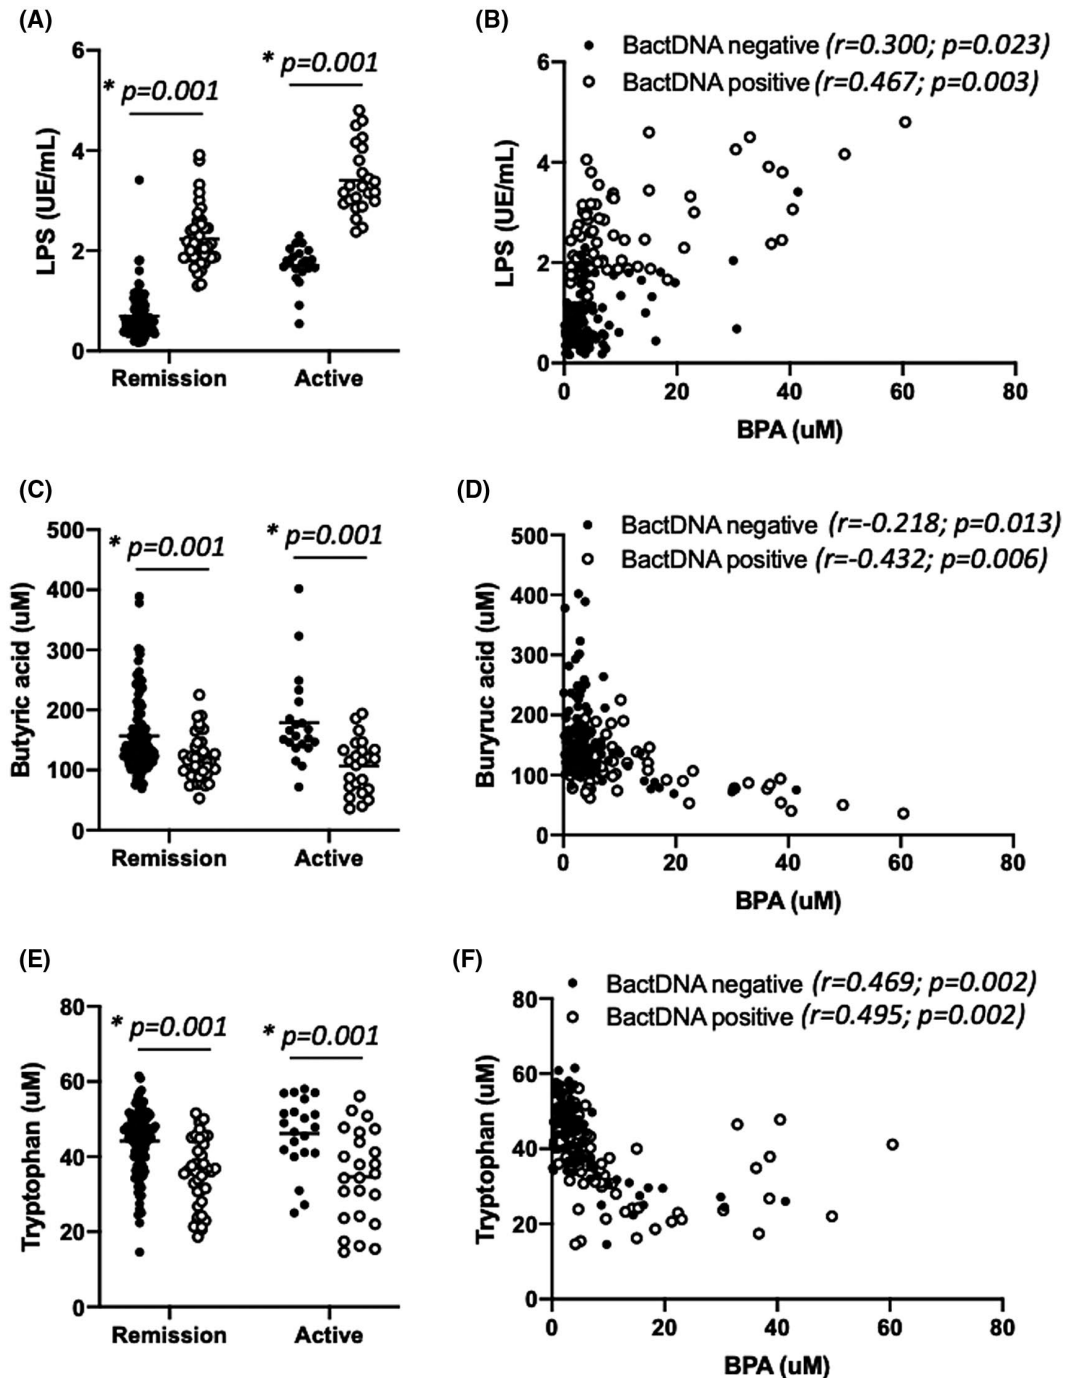 (A)
6
4
2
0
LPS (UE/mL)
* p=0.001
* p=0.001
Remission
Active
(B)
BactDNA negative (r=0.300; p=0.023)
BactDNA positive (r=0.467; p=0.003)
6
4
2
0
LPS (UE/mL)
0 20 40 60 80
BPA (uM)
(C)
500
400
300
200
100
0
Butyric acid (uM)
* p=0.001
* p=0.001
Remission
Active
(D)
BactDNA negative (r=-0.218; p=0.013)
BactDNA positive (r=-0.432; p=0.006)
500
400
300
200
100
0
Buryruc acid (uM)
0 20 40 60 80
BPA (uM)
(E)
80
60
40
20
0
Tryptophan (uM)
* p=0.001
* p=0.001
Remission
Active
(F)
BactDNA negative (r=0.469; p=0.002)
BactDNA positive (r=0.495; p=0.002)
80
60
40
20
0
Tryptophan (uM)
0 20 40 60 80
BPA (uM)